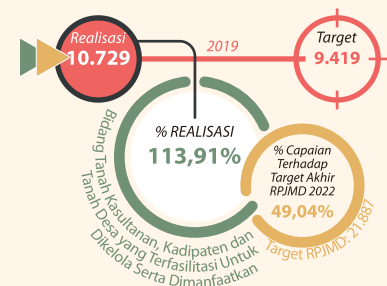 Realisasi
10.729
2019
Target
9.419
% REALISASI
113,91%
% Capaian
Terhadap
Target Akhir
RPJMD 2022
49,04%
Target RPJMD: 21.887
Bidang Tanah Kasultanan, Kadipaten dan
Tanah Desa yang Terfasilitasi Untuk
Dikelola Serta Dimanfaatkan